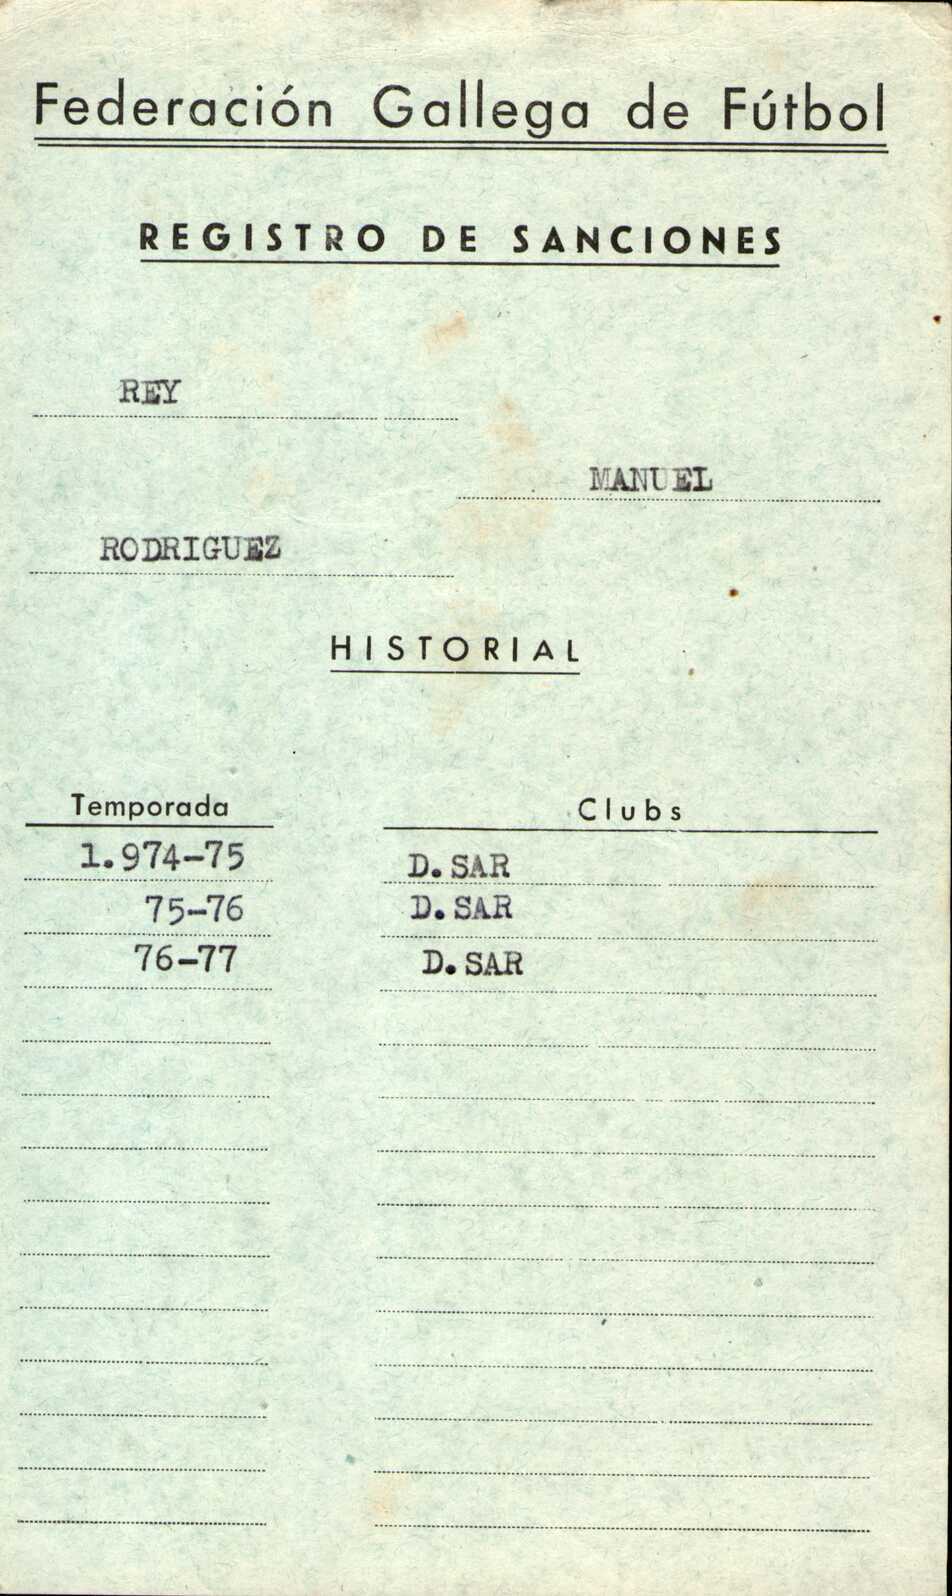 Federación Gallega de Fútbol
REGISTRO DE SANCIONES
REY
MANUEL
RODRIGUEZ
HISTORIAL
Temporada Clubs
1.974-75 D.SAR
75-76 D.SAR
76-77 D.SAR